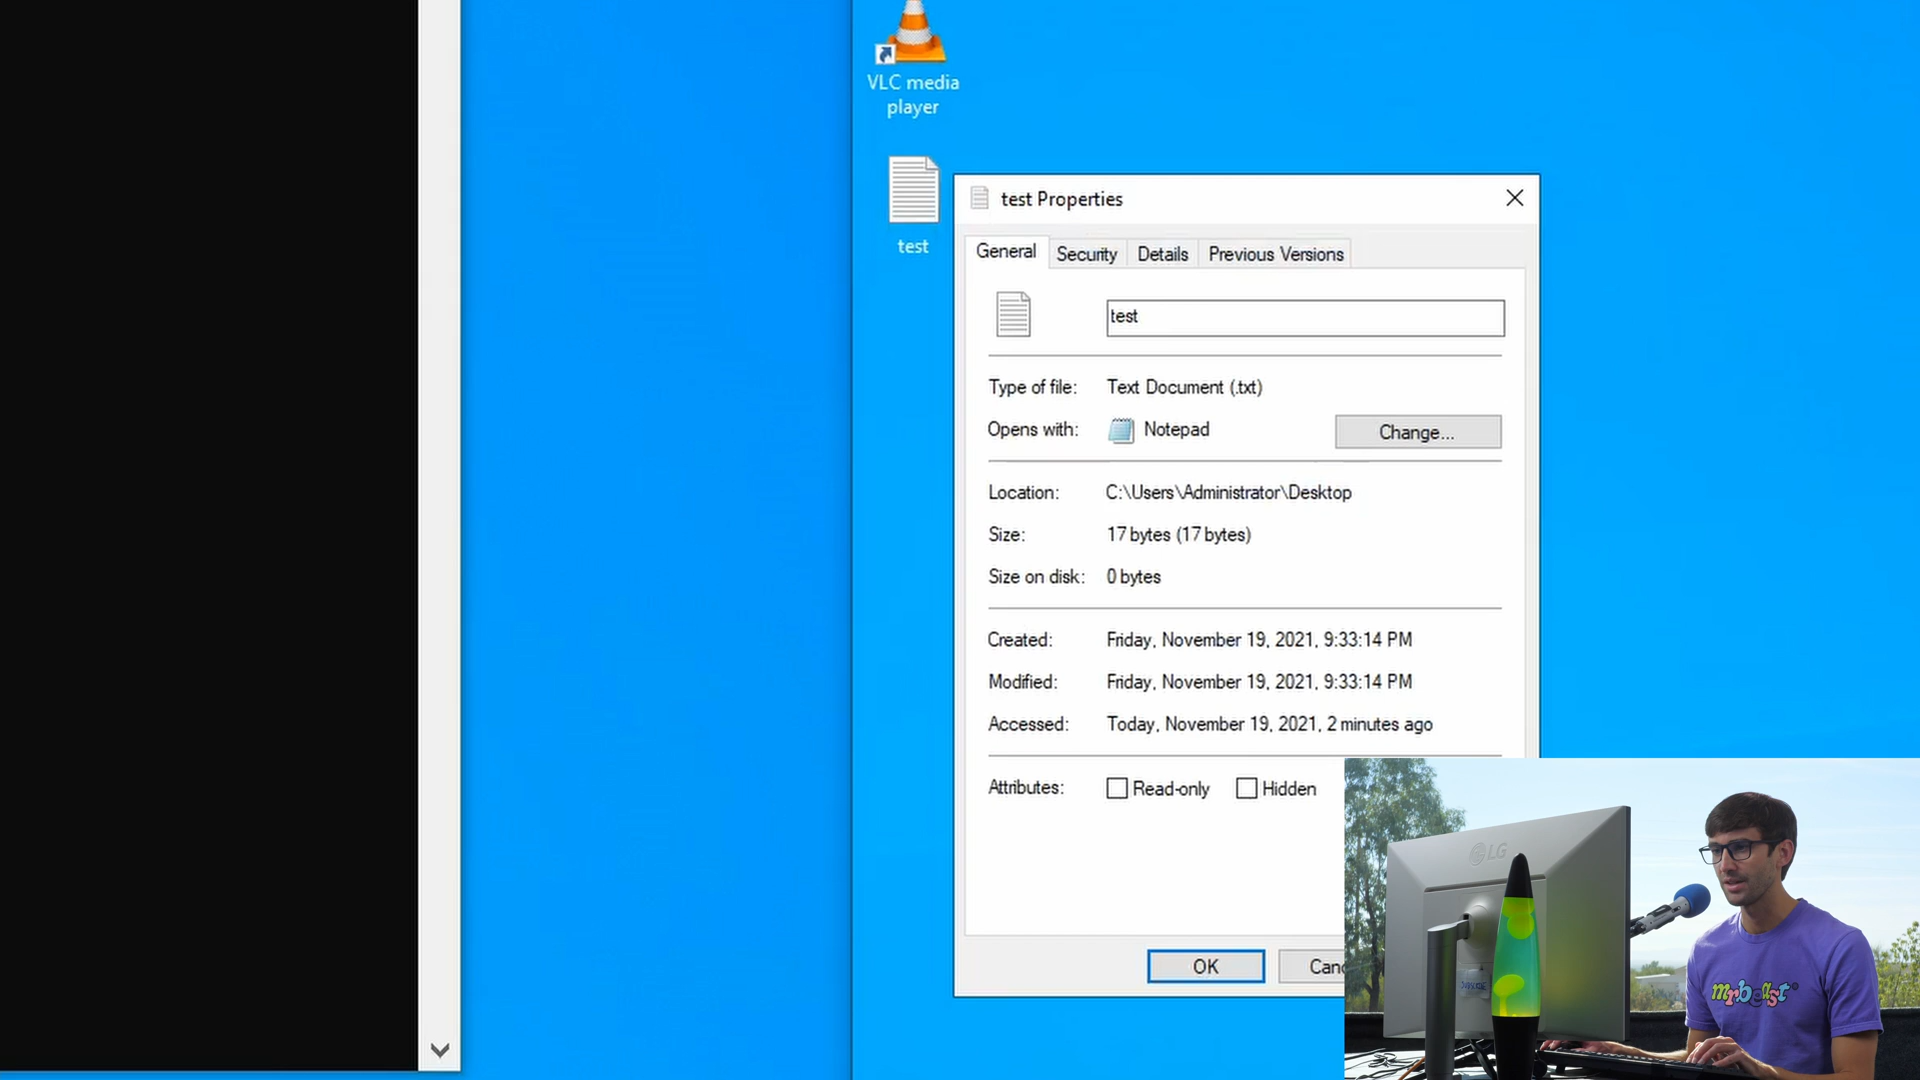 VLC media
player
test
test Properties
General
Security
Details
Previous Versions
test
Type of file:
Text Document (.txt)
Opens with:
Notepad
Change...
Location:
C:\Users\Administrator\Desktop
Size:
17 bytes (17 bytes)
Size on disk:
0 bytes
Created:
Friday, November 19, 2021, 9:33:14 PM
Modified:
Friday, November 19, 2021, 9:33:14 PM
Accessed:
Today, November 19, 2021, 2 minutes ago
Attributes:
Read-only
Hidden
OK
Canc
LG
mrbeast